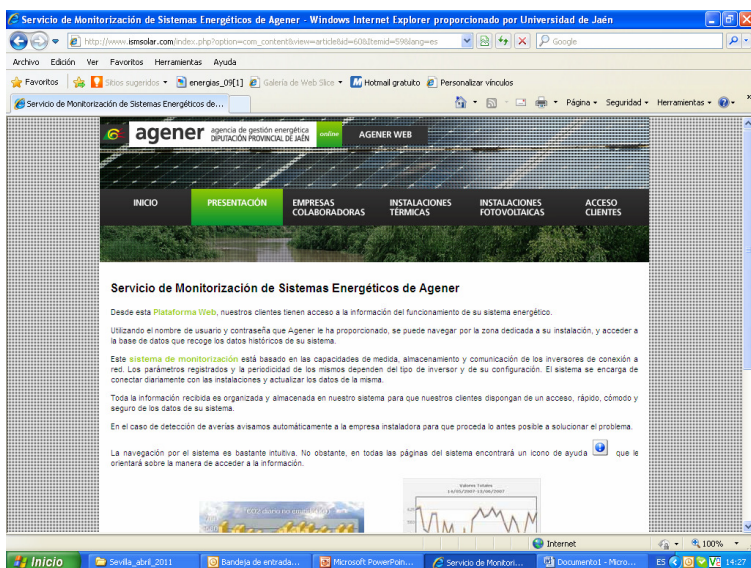 Servicio de Monitorización de Sistemas Energéticos de Agener - Windows Internet Explorer proporcionado por Universidad de Jaén
http://www.ismsolar.com/index.php?option=com_content&view=article&id=60&Itemid=59&lang=es
Google
Archivo Edición Ver Favoritos Herramientas Ayuda
Favoritos Sitios sugeridos energias_09[1] Galería de Web Slice Hotmail gratuito Personalizar vínculos
Servicio de Monitorización de Sistemas Energéticos de... Página Seguridad Herramientas
agener agencia de gestión energética online AGENER WEB
DIPUTACIÓN PROVINCIAL DE JAÉN
INICIO PRESENTACIÓN EMPRESAS COLABORADORAS INSTALACIONES TÉRMICAS INSTALACIONES FOTOVOLTAICAS ACCESO CLIENTES
Servicio de Monitorización de Sistemas Energéticos de Agener
Desde esta Plataforma Web, nuestros clientes tienen acceso a la información del funcionamiento de su sistema energético.
Utilizando el nombre de usuario y contraseña que Agener le ha proporcionado, se puede navegar por la zona dedicada a su instalación, y acceder a
la base de datos que recoge los datos históricos de su sistema.
Este sistema de monitorización está basado en las capacidades de medida, almacenamiento y comunicación de los inversores de conexión a
red. Los parámetros registrados y la periodicidad de los mismos dependen del tipo de inversor y de su configuración. El sistema se encarga de
conectar diariamente con las instalaciones y actualizar los datos de la misma.
Toda la información recibida es organizada y almacenada en nuestro sistema para que nuestros clientes dispongan de un acceso, rápido, cómodo y
seguro de los datos de su sistema.
En el caso de detección de averías avisamos automáticamente a la empresa instaladora para que proceda lo antes posible a solucionar el problema.
La navegación por el sistema es bastante intuitiva. No obstante, en todas las páginas del sistema encontrará un icono de ayuda que le
orientará sobre la manera de acceder a la información.
Valores Totales
CO2 diario no
Internet 100%
Inicio Sevilla_abril_2011 Bandeja de entrada... Microsoft PowerPoin... Servicio de Monitori... Documento1 - Micro... ES 14:27